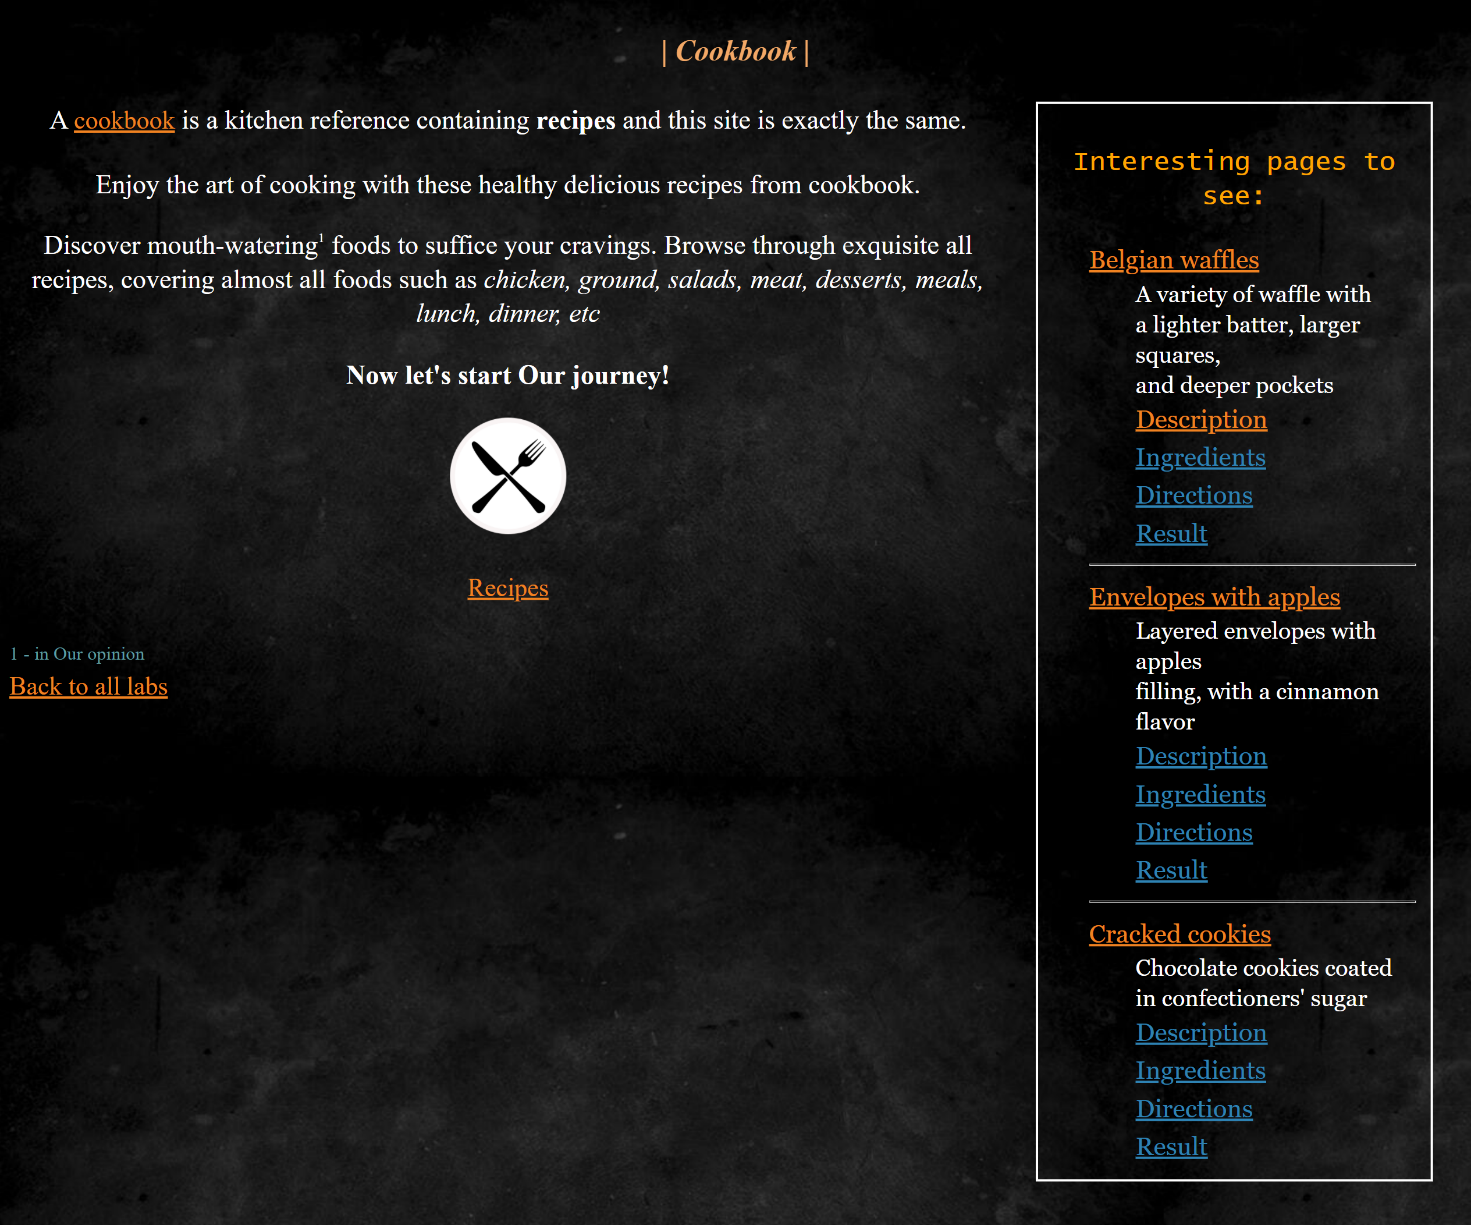 | Cookbook |
A cookbook is a kitchen reference containing recipes and this site is exactly the same.
Enjoy the art of cooking with these healthy delicious recipes from cookbook.
Discover mouth-watering1 foods to suffice your cravings. Browse through exquisite all
recipes, covering almost all foods such as chicken, ground, salads, meat, desserts, meals,
lunch, dinner, etc
Now let's start Our journey!
Recipes
1 - in Our opinion
Back to all labs
Interesting pages to
see:
Belgian waffles
A variety of waffle with
a lighter batter, larger
squares,
and deeper pockets
Description
Ingredients
Directions
Result
Envelopes with apples
Layered envelopes with
apples
filling, with a cinnamon
flavor
Description
Ingredients
Directions
Result
Cracked cookies
Chocolate cookies coated
in confectioners' sugar
Description
Ingredients
Directions
Result